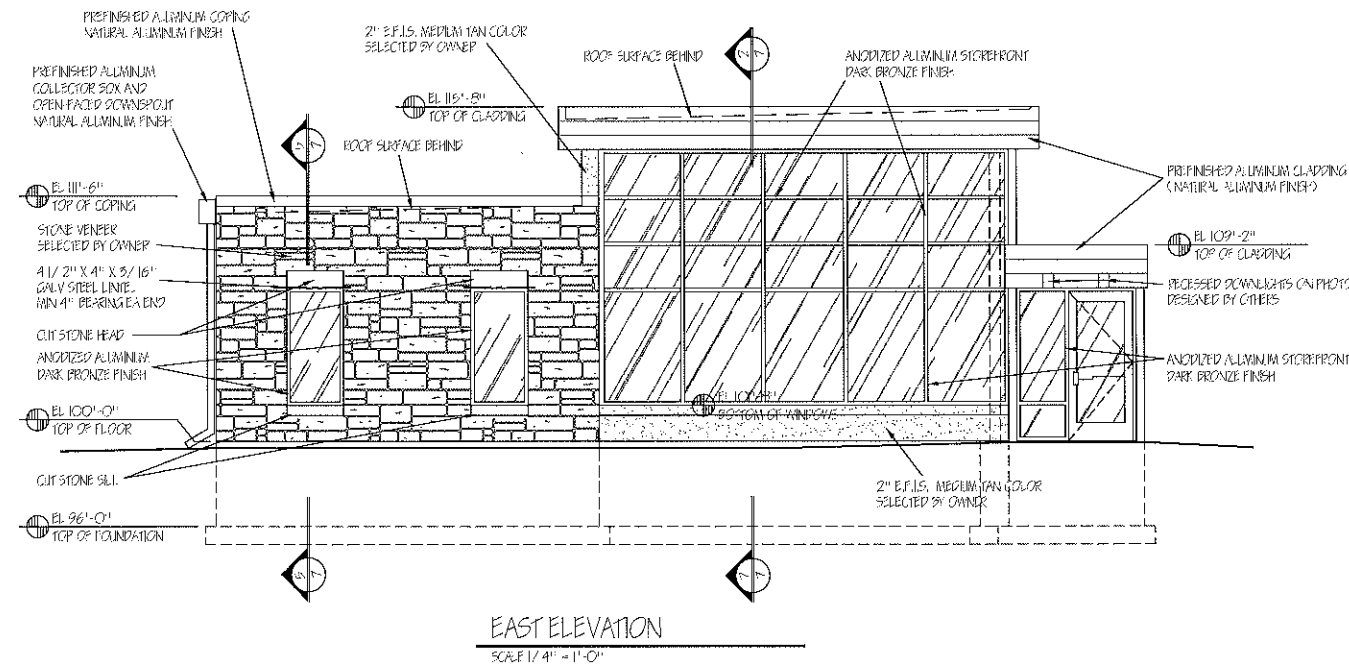 PREFINISHED ALUMINUM COPING
NATURAL ALUMINUM FINISH
2" E.F.I.S. MEDIUM TAN COLOR
SELECTED BY OWNER
ROOF SURFACE BEHIND
ANODIZED ALUMINUM STOREFRONT
DARK BRONZE FINISH
PREFINISHED ALUMINUM
COLLECTOR BOX AND
OPEN-FACED DOWNSPOUT
NATURAL ALUMINUM FINISH
EL 115'-8"
TOP OF CLADDING
ROOF SURFACE BEHIND
PREFINISHED ALUMINUM CLADDING
(NATURAL ALUMINUM FINISH)
EL 111'-6"
TOP OF COPING
STONE VENEER
SELECTED BY OWNER
EL 109'-2"
TOP OF CLADDING
4 1/2" X 4" X 5/16"
GALV STEEL LINTEL
MIN 4" BEARING EA END
RECESSED DOWNLIGHTS ON PHOTO
DESIGNED BY OTHERS
CUT STONE HEAD
ANODIZED ALUMINUM
DARK BRONZE FINISH
ANODIZED ALUMINUM STOREFRONT
DARK BRONZE FINISH
EL
BOTTOM OF WINDOWS
EL 100'-0"
TOP OF FLOOR
CUT STONE SILL
2" E.F.I.S. MEDIUM TAN COLOR
SELECTED BY OWNER
EL 96'-0"
TOP OF FOUNDATION
EAST ELEVATION
SCALE 1/4" = 1'-0"